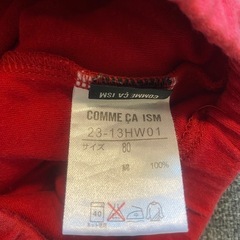 COMME ÇA ISM
COMME ÇA ISM
23-13HW01
サイズ 80
綿 100%
40